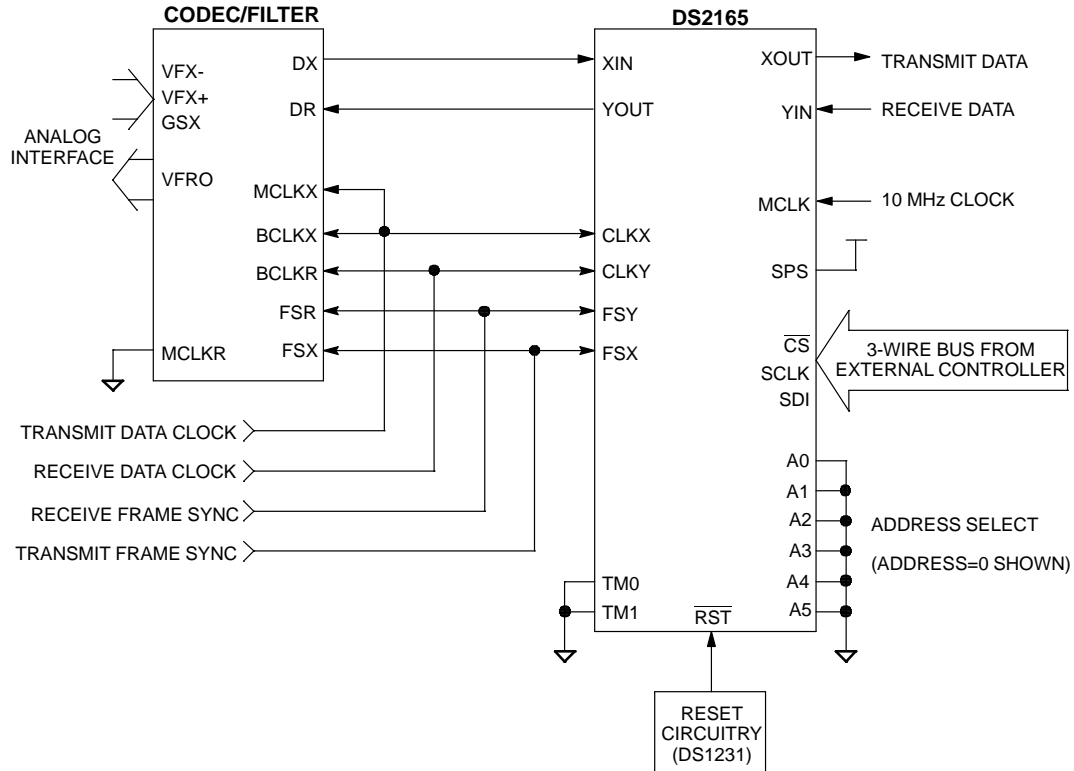 CODEC/FILTER
DS2165
VFX-
VFX+
GSX
ANALOG
INTERFACE
VFRO
MCLKR
DX
DR
MCLKX
BCLKX
BCLKR
FSR
FSX
TRANSMIT DATA CLOCK
RECEIVE DATA CLOCK
RECEIVE FRAME SYNC
TRANSMIT FRAME SYNC
XIN
YOUT
CLKX
CLKY
FSY
FSX
TM0
TM1
RST
XOUT
YIN
MCLK
SPS
CS
SCLK
SDI
A0
A1
A2
A3
A4
A5
TRANSMIT DATA
RECEIVE DATA
10 MHz CLOCK
3-WIRE BUS FROM
EXTERNAL CONTROLLER
ADDRESS SELECT
(ADDRESS=0 SHOWN)
RESET
CIRCUITRY
(DS1231)